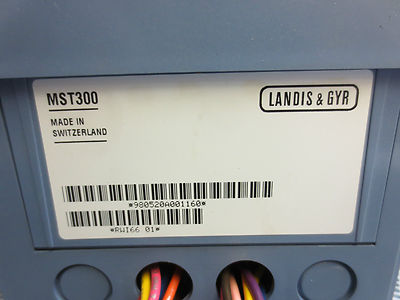 MST300
LANDIS & GYR
MADE IN
SWITZERLAND
*980520A001160*
*RWI66 01*